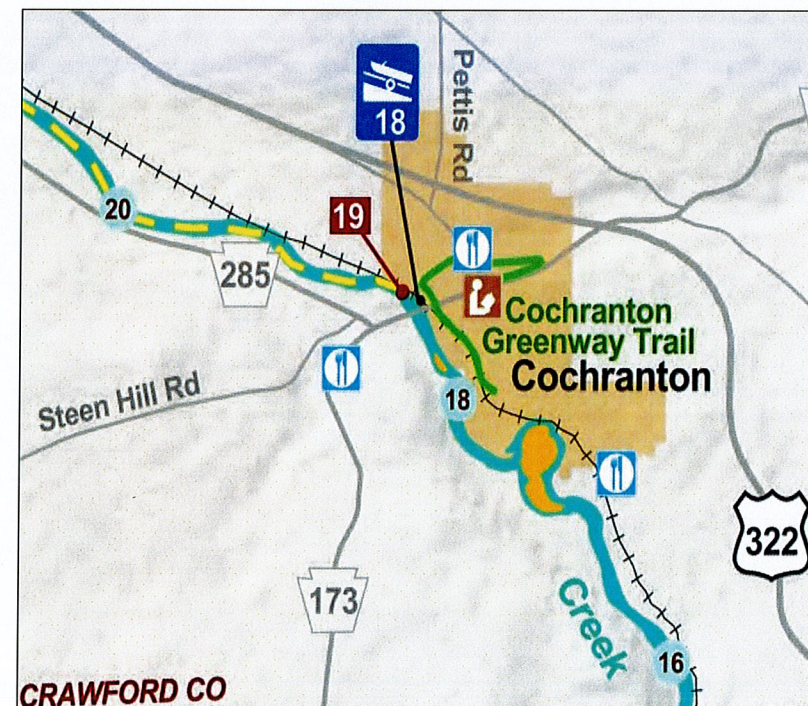 Pettis Rd
18
20
19
285
Cochranton
Greenway Trail
Cochranton
Steen Hill Rd
18
322
173
Creek
16
CRAWFORD CO